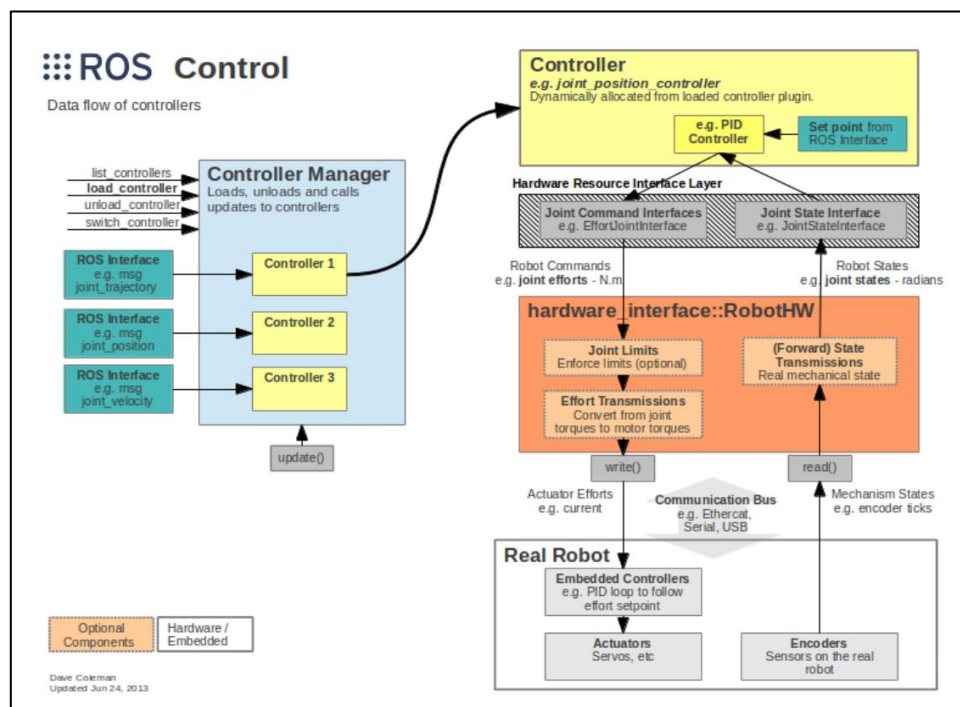 ROS Control
Data flow of controllers
list_controllers
load_controller
unload_controller
switch_controller
Controller Manager
Loads, unloads and calls
updates to controllers
ROS Interface
e.g. msg
joint_trajectory
Controller 1
ROS Interface
e.g. msg
joint_position
Controller 2
ROS Interface
e.g. msg
joint_velocity
Controller 3
update()
Controller
e.g. joint_position_controller
Dynamically allocated from loaded controller plugin.
e.g. PID
Controller
Set point from
ROS Interface
Hardware Resource Interface Layer
Joint Command Interfaces
e.g. EffortJointInterface
Joint State Interface
e.g. JointStateInterface
Robot Commands
e.g. joint efforts - N.m
Robot States
e.g. joint states - radians
hardware_interface::RobotHW
Joint Limits
Enforce limits (optional)
Effort Transmissions
Convert from joint
torques to motor torques
(Forward) State
Transmissions
Real mechanical state
write()
read()
Actuator Efforts
e.g. current
Communication Bus
e.g. Ethercat,
Serial, USB
Mechanism States
e.g. encoder ticks
Real Robot
Embedded Controllers
e.g. PID loop to follow
effort setpoint
Actuators
Servos, etc
Encoders
Sensors on the real
robot
Optional
Components
Hardware /
Embedded
Dave Coleman
Updated Jun 24, 2013